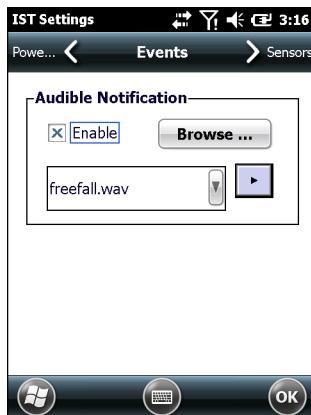 IST Settings 3:16
Powe... Events Sensors
Audible Notification
Enable Browse ...
freefall.wav
OK